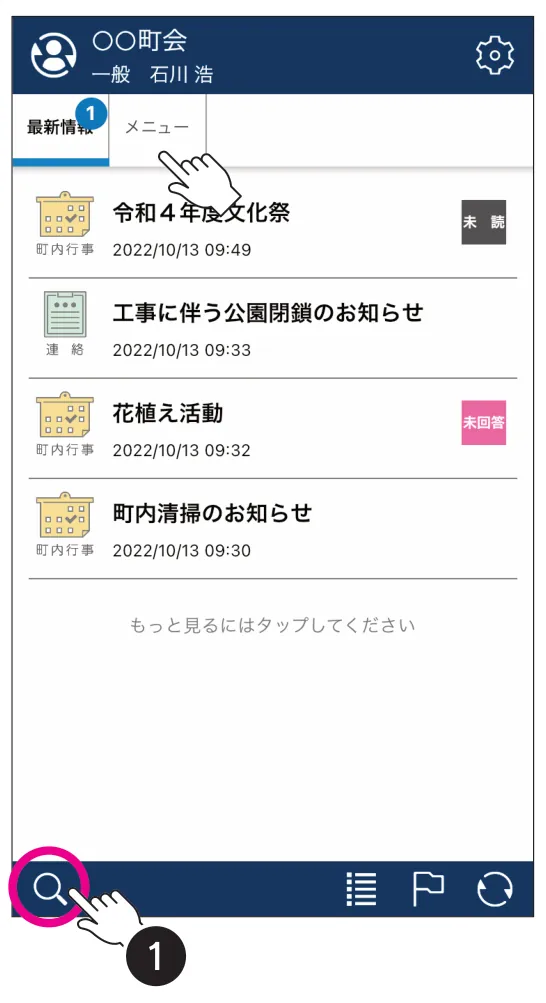 〇〇町会
一般 石川 浩
最新情報
1
メニュー
令和４年度文化祭
未 読
町内行事
2022/10/13 09:49
工事に伴う公園閉鎖のお知らせ
連 絡
2022/10/13 09:33
花植え活動
未回答
町内行事
2022/10/13 09:32
町内清掃のお知らせ
町内行事
2022/10/13 09:30
もっと見るにはタップしてください
1